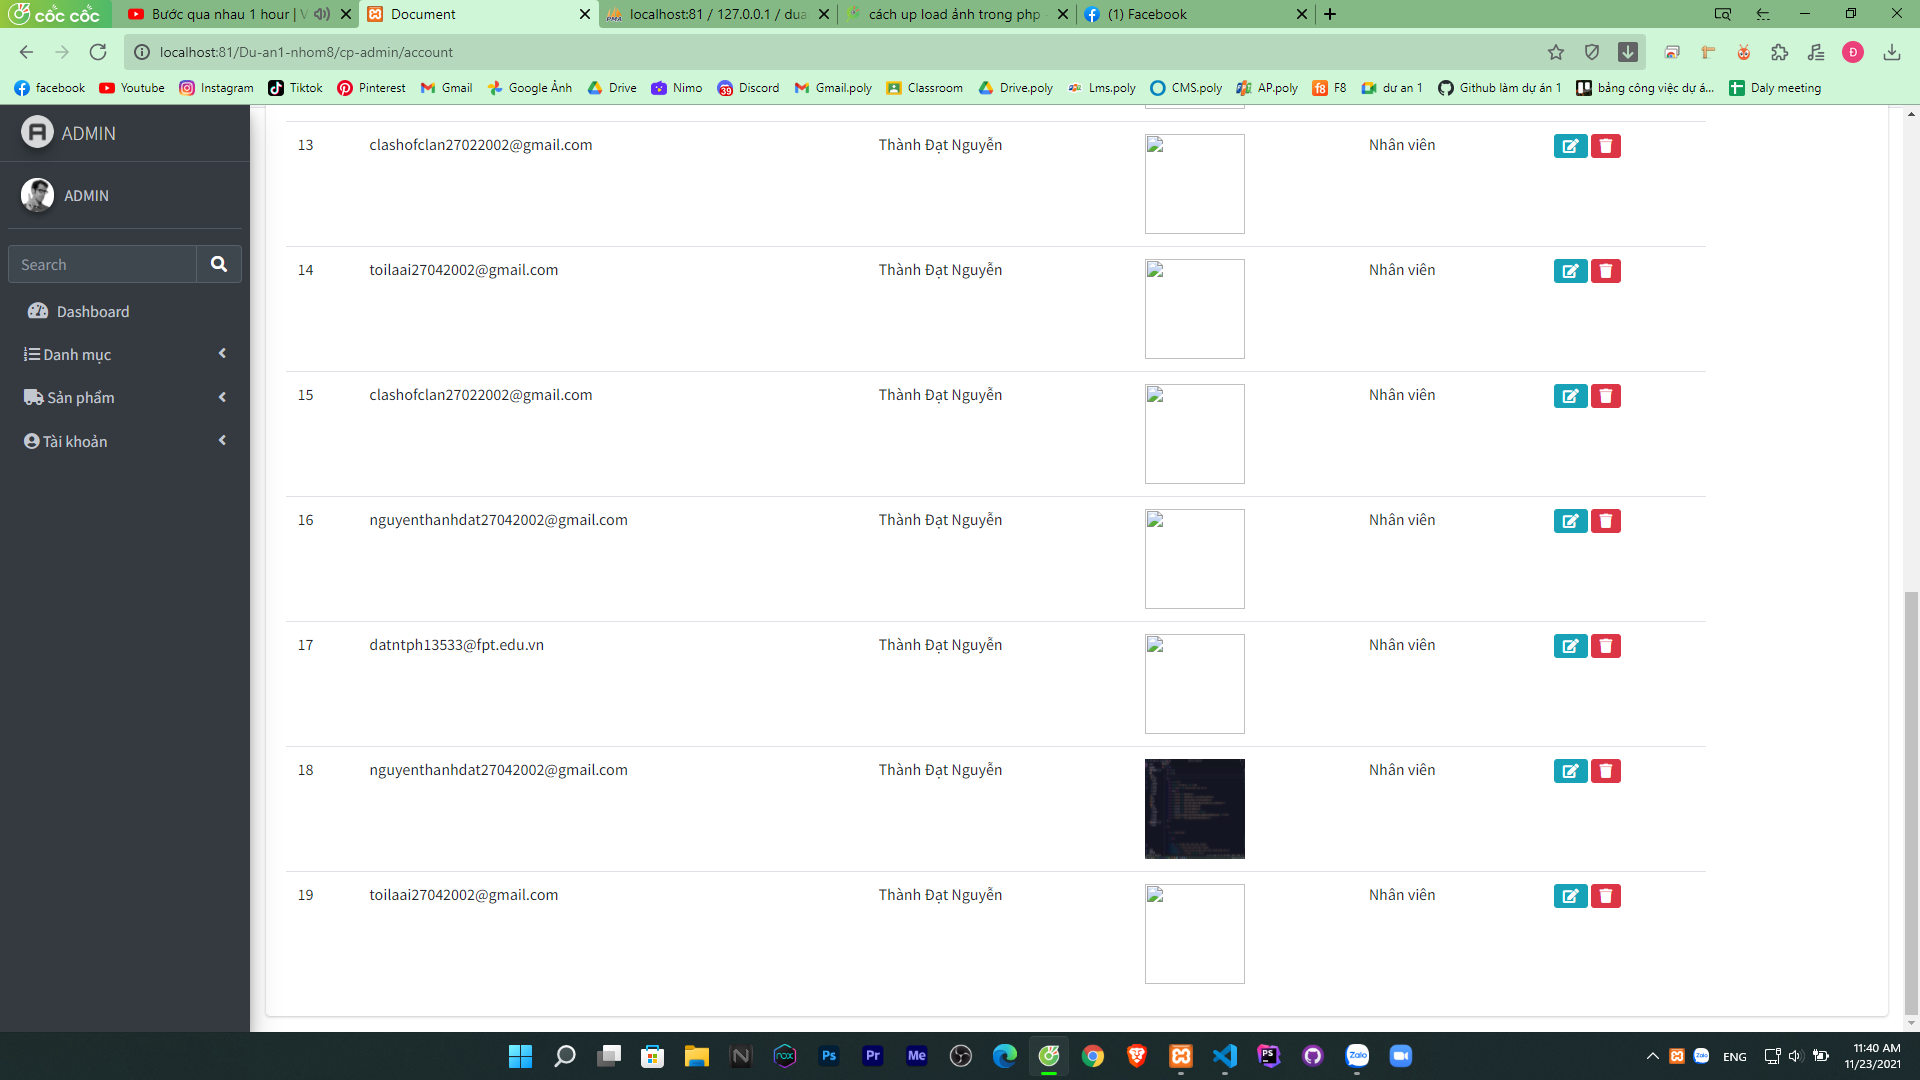 cốc cốc
Bước qua nhau 1 hour | V
Document
localhost:81 / 127.0.0.1 / dua
cách up load ảnh trong php
(1) Facebook
localhost:81/Du-an1-nhom8/cp-admin/account
Đ
facebook Youtube Instagram Tiktok Pinterest Gmail Google Ảnh Drive Nimo Discord Gmail.poly Classroom Drive.poly Lms.poly CMS.poly AP.poly F8 dư an 1 Github làm dự án 1 bảng công việc dự á... Daly meeting
ADMIN
ADMIN
Search
Dashboard
Danh mục
Sản phẩm
Tài khoản
13 clashofclan27022002@gmail.com Thành Đạt Nguyễn Nhân viên
14 toilaai27042002@gmail.com Thành Đạt Nguyễn Nhân viên
15 clashofclan27022002@gmail.com Thành Đạt Nguyễn Nhân viên
16 nguyenthanhdat27042002@gmail.com Thành Đạt Nguyễn Nhân viên
17 datntph13533@fpt.edu.vn Thành Đạt Nguyễn Nhân viên
18 nguyenthanhdat27042002@gmail.com Thành Đạt Nguyễn Nhân viên
19 toilaai27042002@gmail.com Thành Đạt Nguyễn Nhân viên
ENG
11:40 AM
11/23/2021